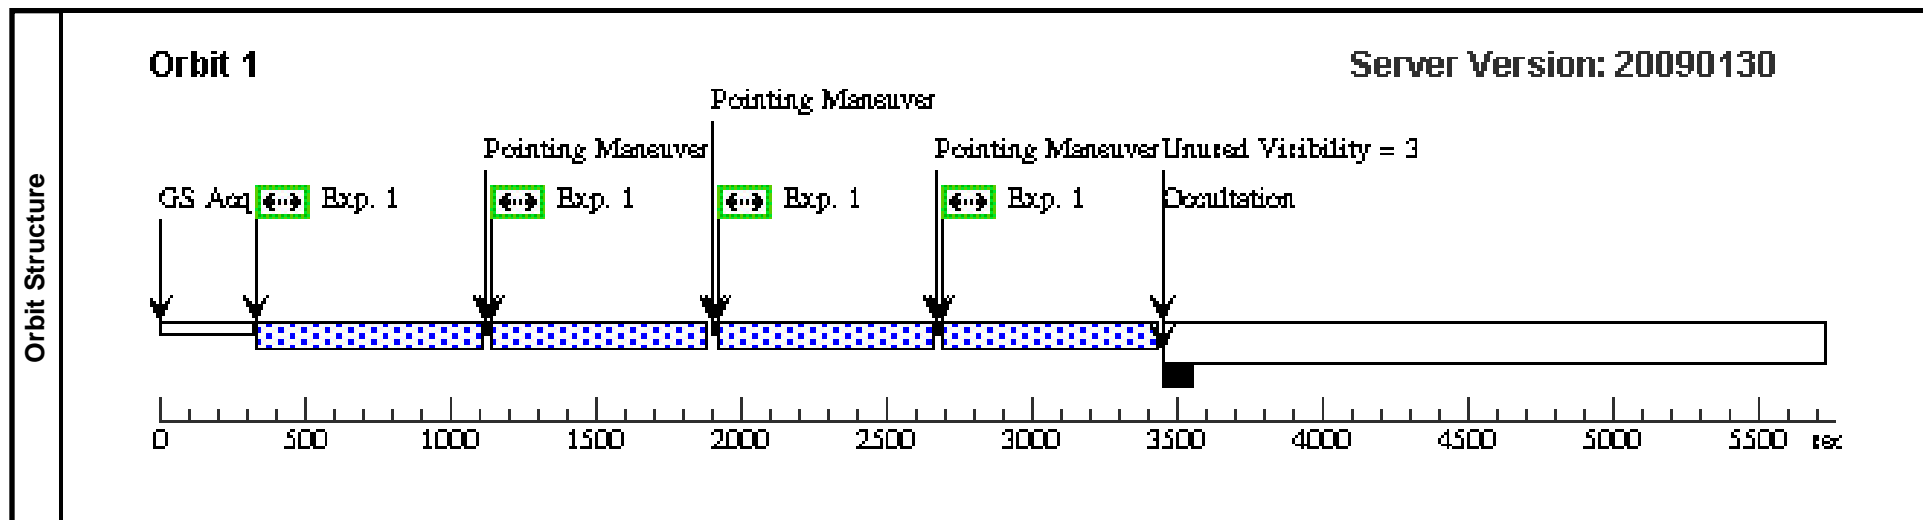 Orbit Structure
Orbit 1
Server Version: 20090130
Pointing Maneuver
Pointing Maneuver
Pointing Maneuver
Unused Visibility = 3
GS Acq
Exp. 1
Exp. 1
Exp. 1
Exp. 1
Occultation
0 500 1000 1500 2000 2500 3000 3500 4000 4500 5000 5500 sec